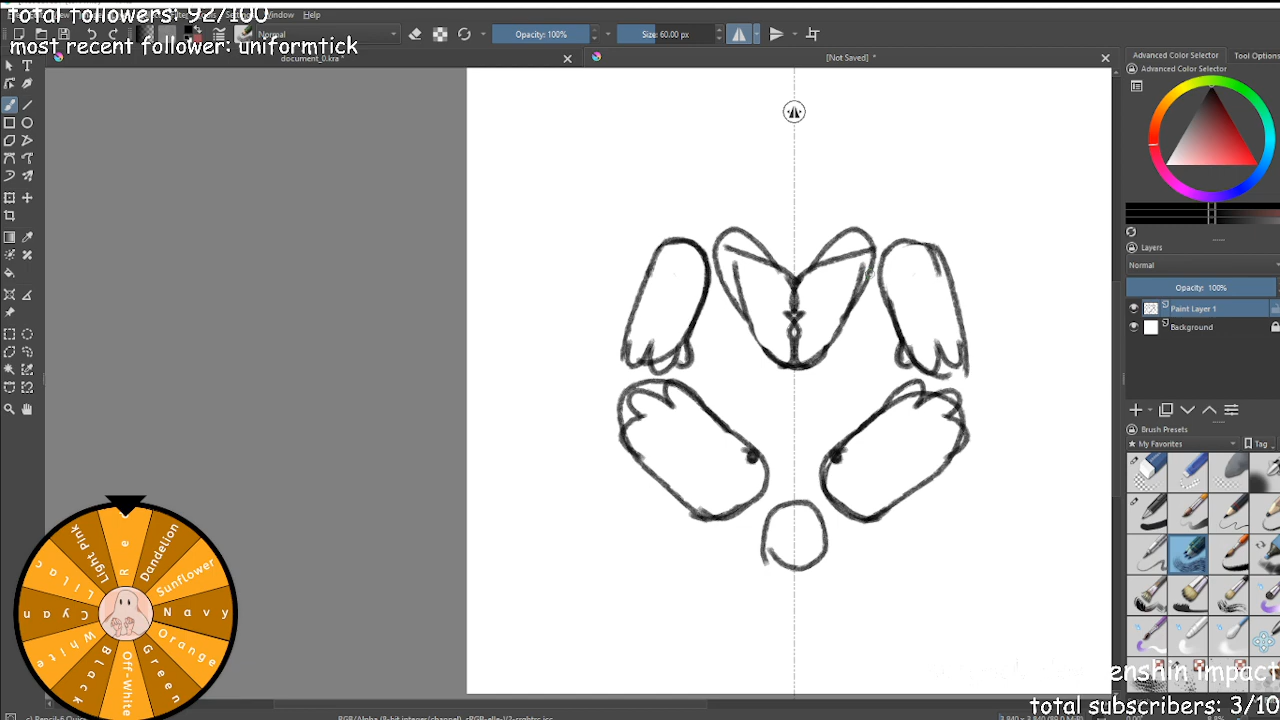 total followers: 92/100
Window Help
most recent follower: uniformtick
Normal
Opacity: 100%
Size: 60.00 px
document_0.kra *
[Not Saved] *
Advanced Color Selector
Tool Options
Advanced Color Selector
Layers
Normal
Opacity: 100%
Paint Layer 1
Background
Brush Presets
My Favorites
Tag
Dandelion
Sunflower
Navy
Orange
Green
Off-White
Black
White
Cyan
Lilac
Light Pink
R e
enshin impact
total subscribers: 3/10